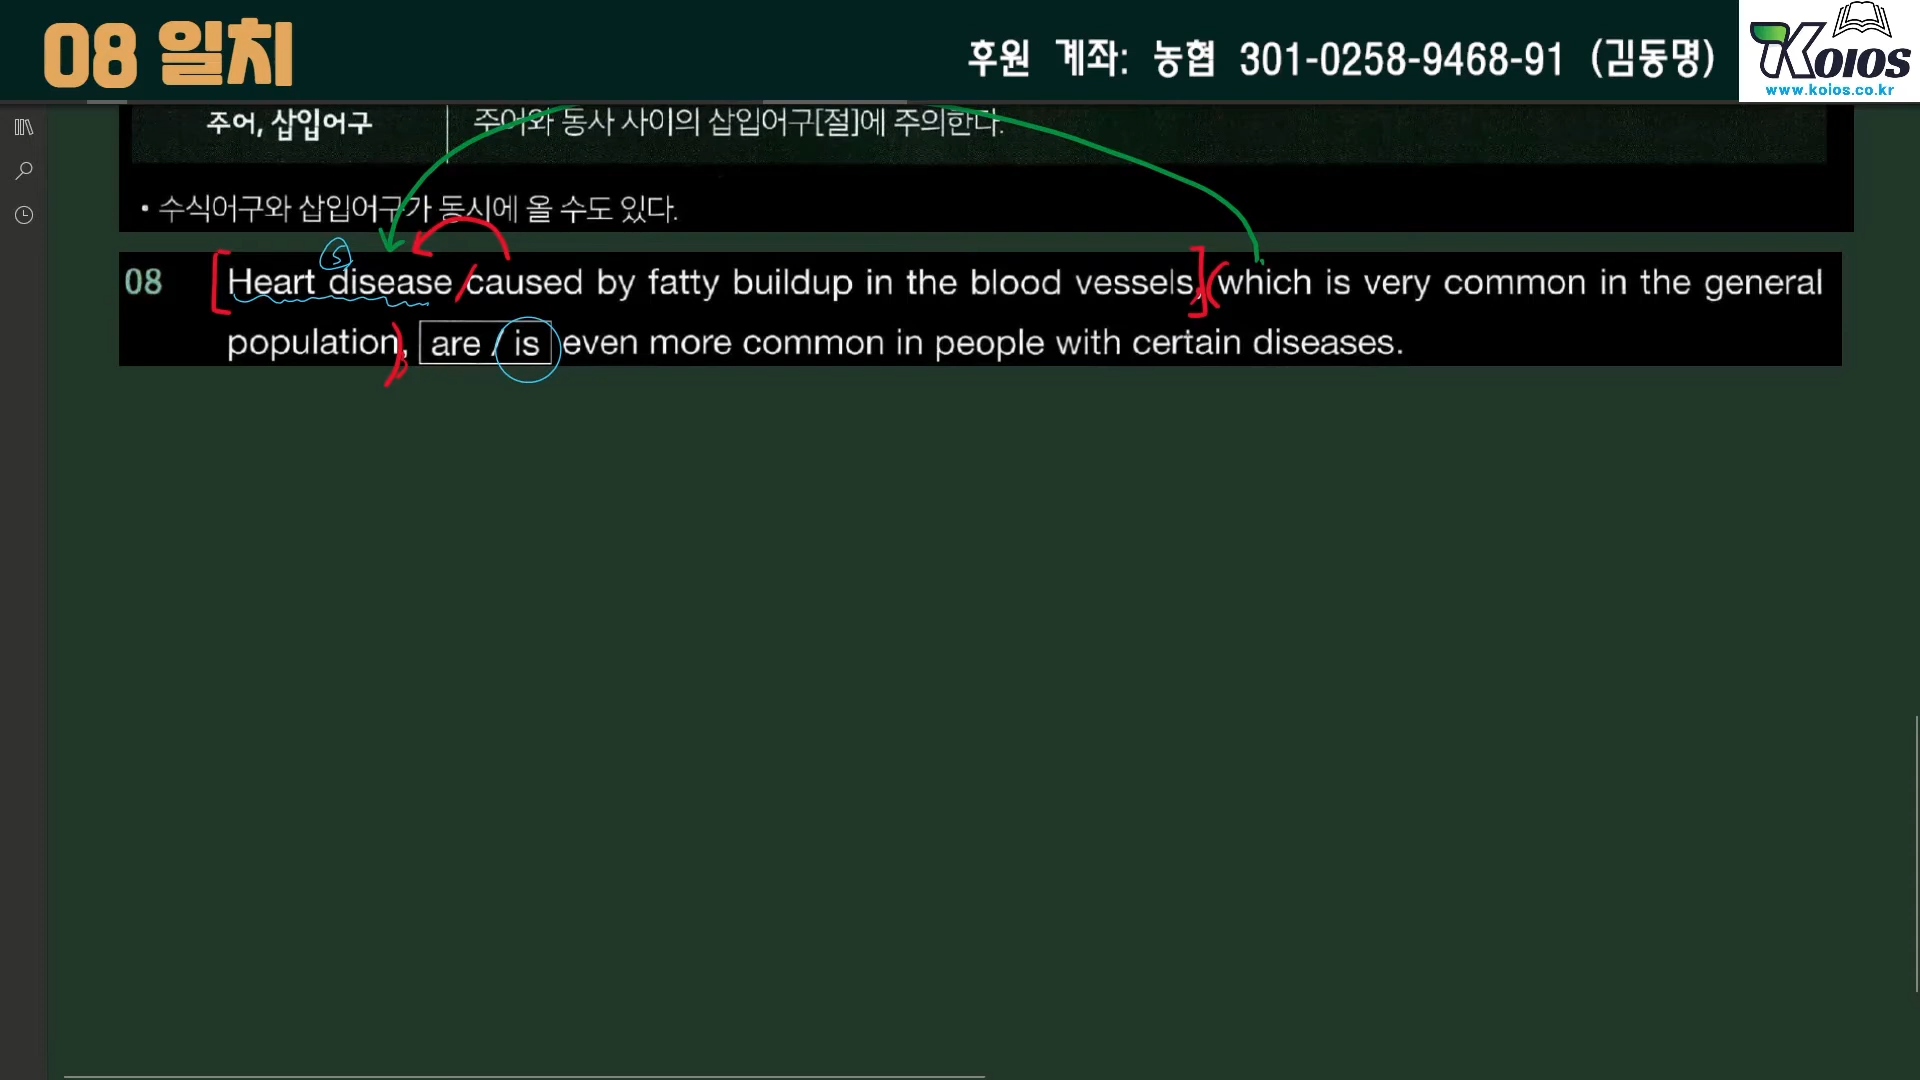 08 일치
후원 계좌: 농협 301-0258-9468-91 (김동명)
KOIOS
www.koios.co.kr
주어, 삽입어구
주어와 동사 사이의 삽입어구[절]에 주의한다.
• 수식어구와 삽입어구가 동시에 올 수도 있다.
S
08 [Heart disease / caused by fatty buildup in the blood vessels,] (which is very common in the general
population), are / is even more common in people with certain diseases.